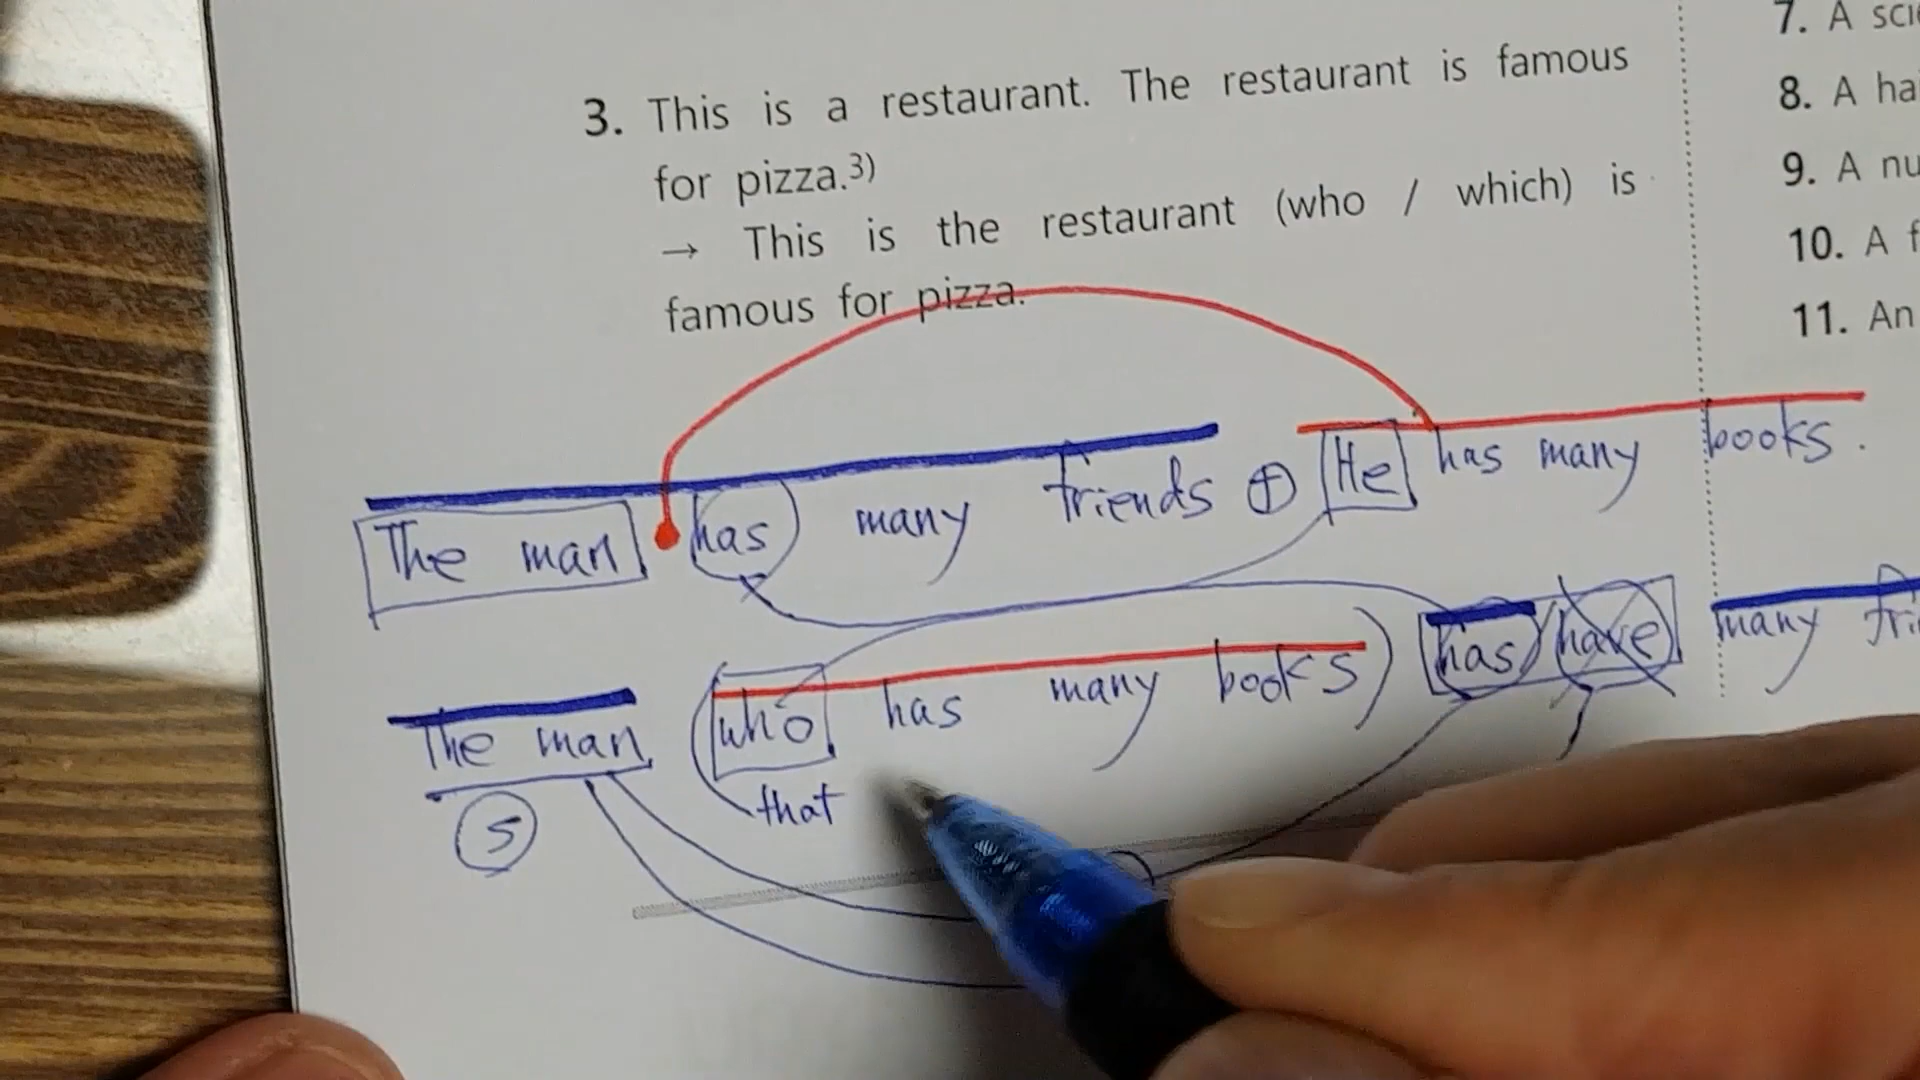 3. This is a restaurant. The restaurant is famous
for pizza.3)
→ This is the restaurant (who / which) is
famous for pizza.
The man has many friends ⊕ He has many books.
The man (who has many books) has/have many fri
that
S
7. A sci
8. A hai
9. A nu
10. A f
11. An